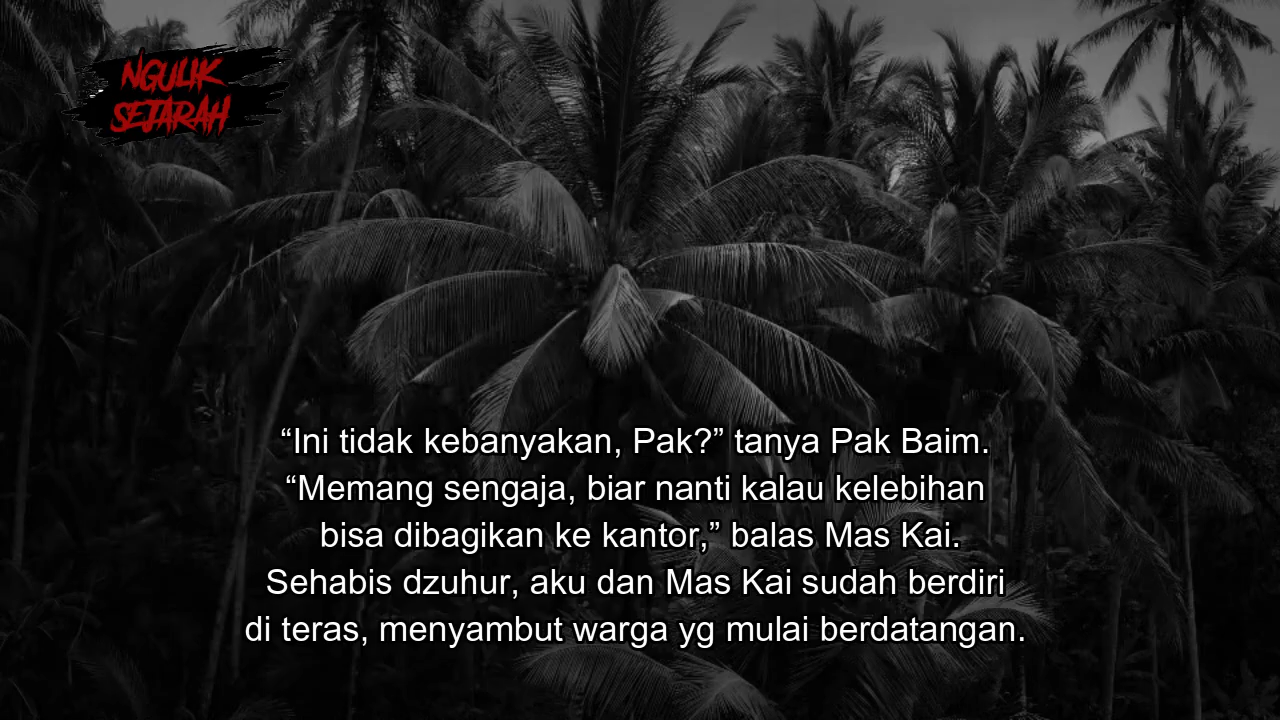 NGULIK
SEJARAH
“Ini tidak kebanyakan, Pak?” tanya Pak Baim.
“Memang sengaja, biar nanti kalau kelebihan
bisa dibagikan ke kantor,” balas Mas Kai.
Sehabis dzuhur, aku dan Mas Kai sudah berdiri
di teras, menyambut warga yg mulai berdatangan.